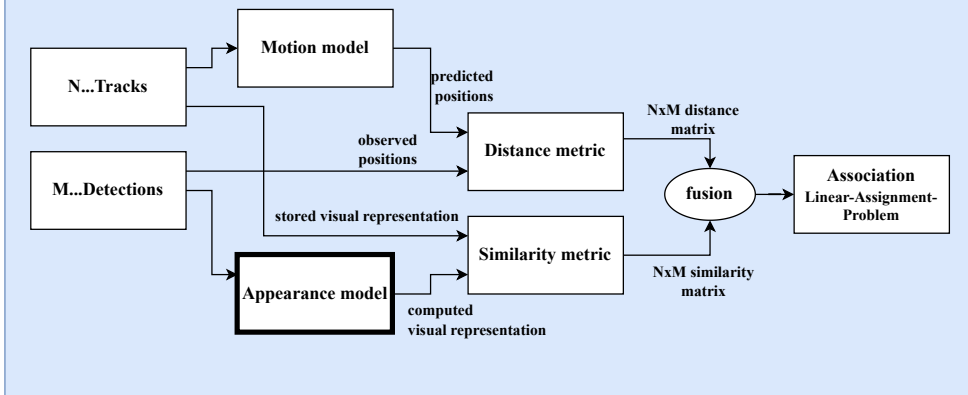 Motion model
N...Tracks
predicted
positions
NxM distance
matrix
observed
positions
Distance metric
M...Detections
fusion
Association
Linear-Assignment-
Problem
stored visual representation
Similarity metric
NxM similarity
matrix
Appearance model
computed
visual representation